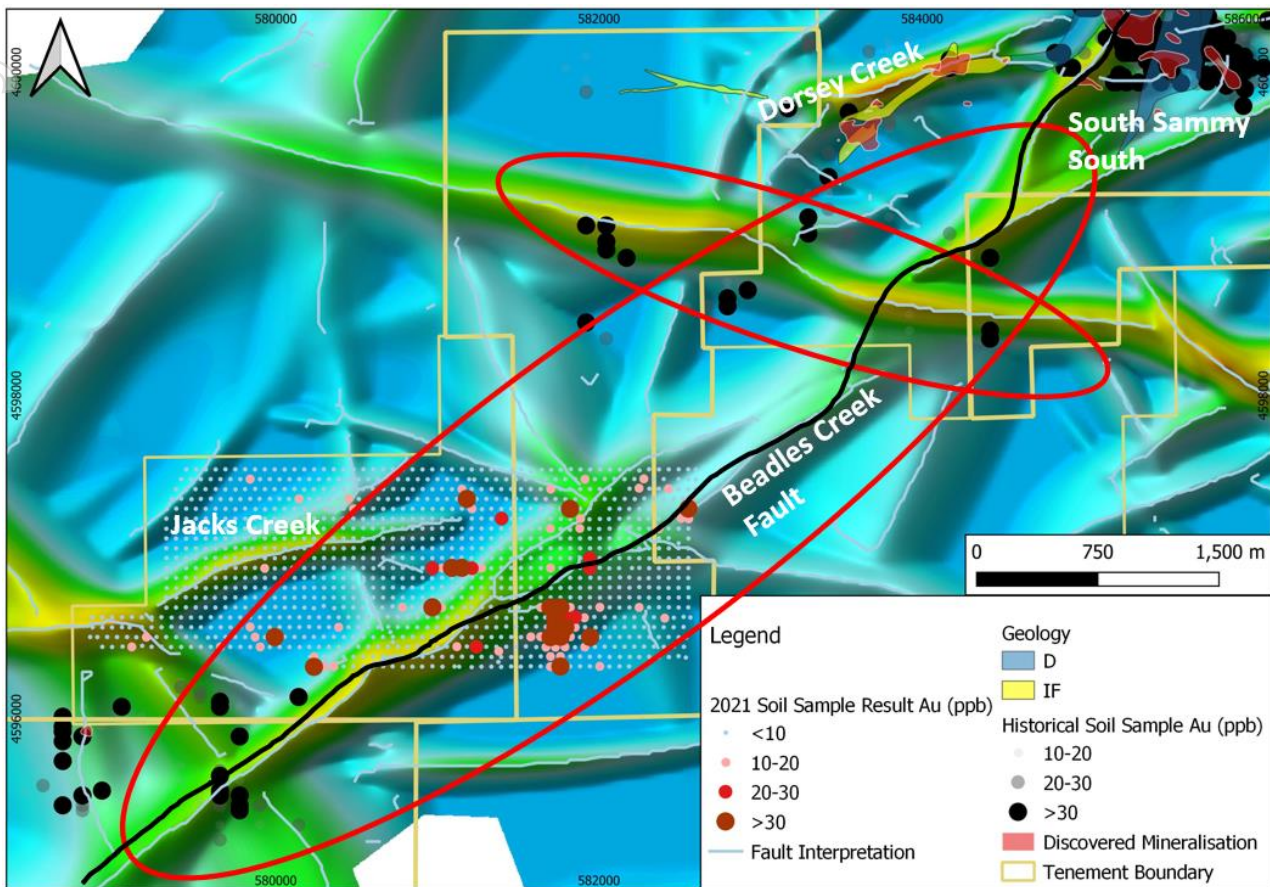 580000
582000
584000
586000
4600000
4600000
Dorsey Creek
South Sammy
South
4598000
4598000
Beadles Creek
Fault
Jacks Creek
0
750
1,500 m
4596000
Legend
2021 Soil Sample Result Au (ppb)
<10
10-20
20-30
>30
Fault Interpretation
Geology
D
IF
Historical Soil Sample Au (ppb)
10-20
20-30
>30
Discovered Mineralisation
Tenement Boundary
580000
582000